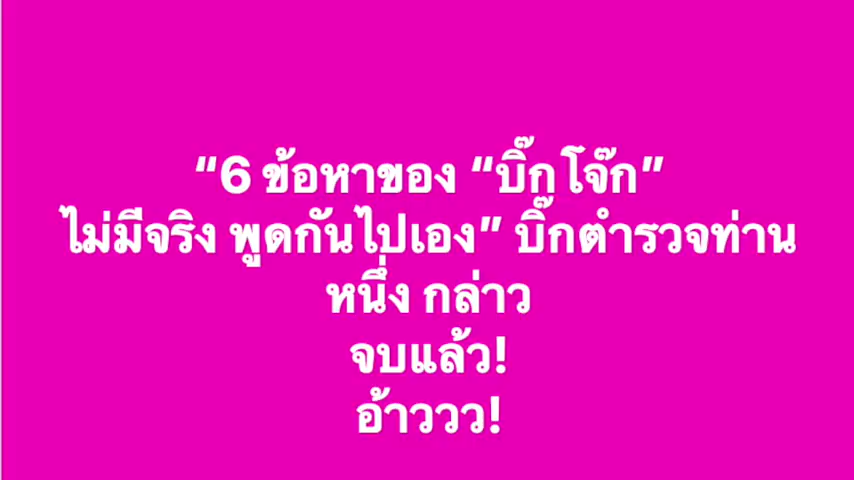 “6 ข้อหาของ “บิ๊กโจ๊ก”
ไม่มีจริง พูดกันไปเอง” บิ๊กตำรวจท่าน
หนึ่ง กล่าว
จบแล้ว!
อ้าววว!